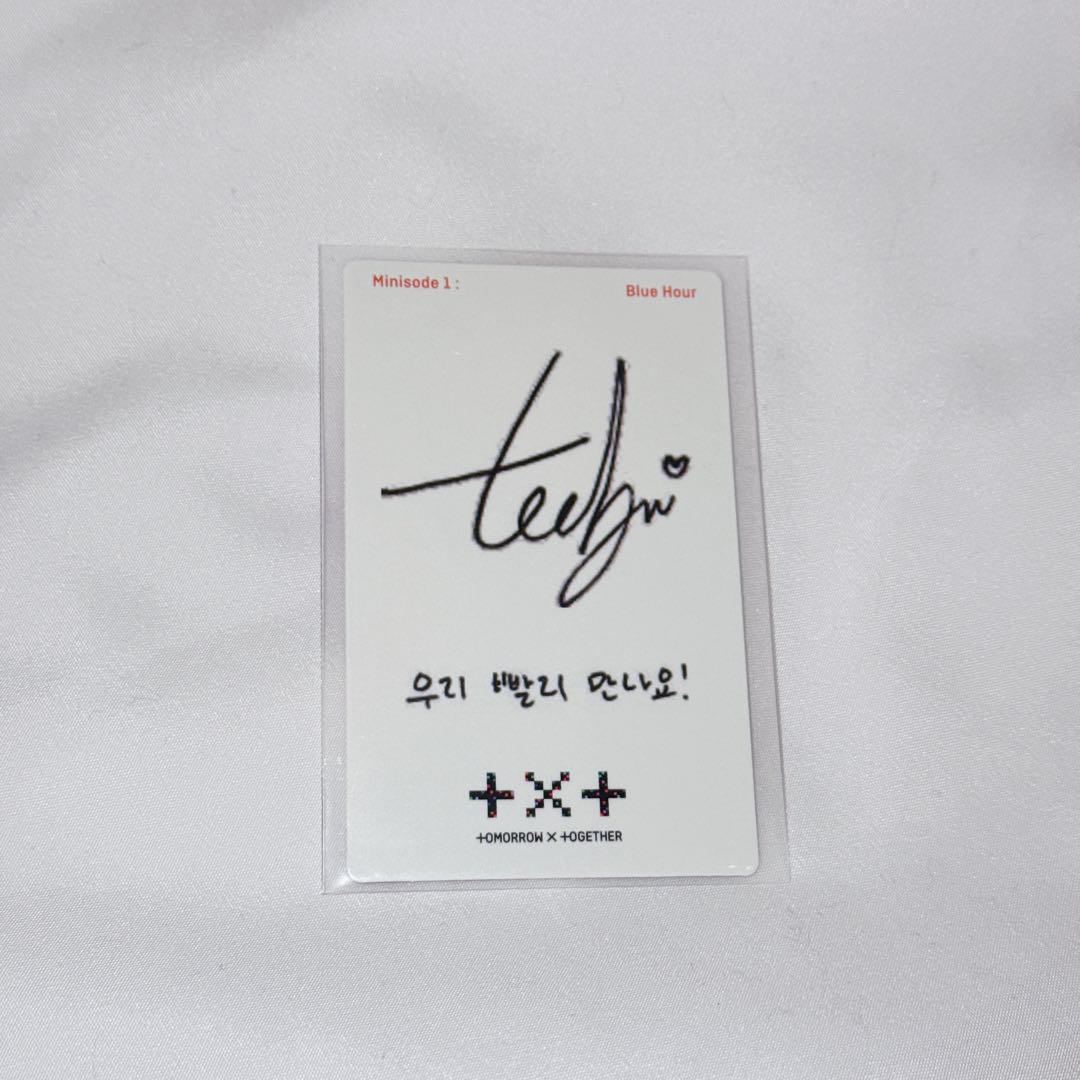 Minisode 1 :
Blue Hour
우리 빨리 만나요!
+x+
+OMORROW X +OGETHER